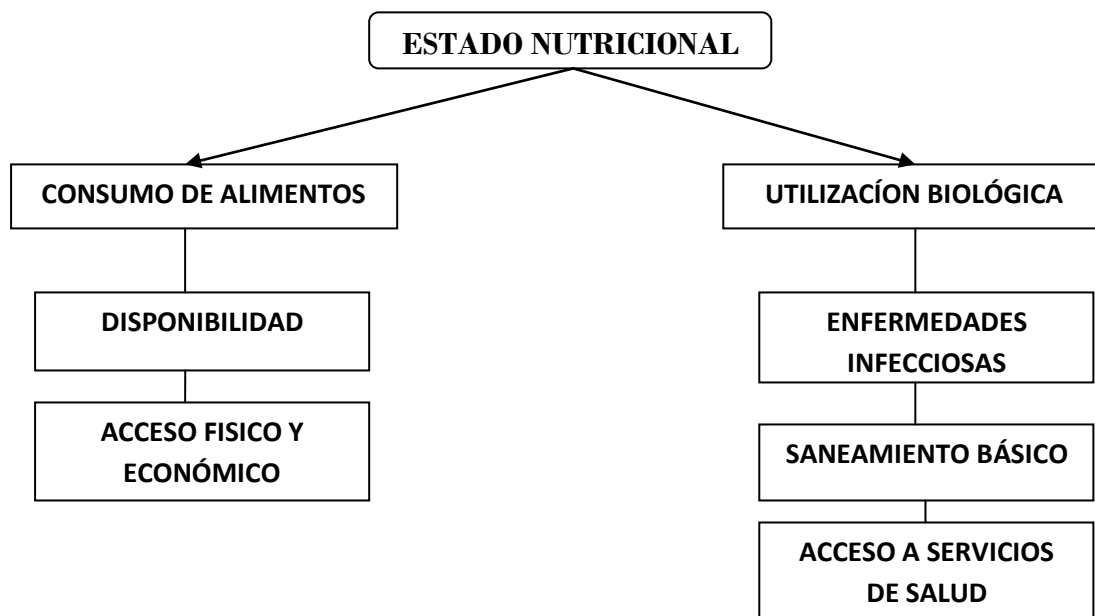 ESTADO NUTRICIONAL
CONSUMO DE ALIMENTOS
UTILIZACÍON BIOLÓGICA
DISPONIBILIDAD
ENFERMEDADES
INFECCIOSAS
ACCESO FISICO Y
ECONÓMICO
SANEAMIENTO BÁSICO
ACCESO A SERVICIOS
DE SALUD